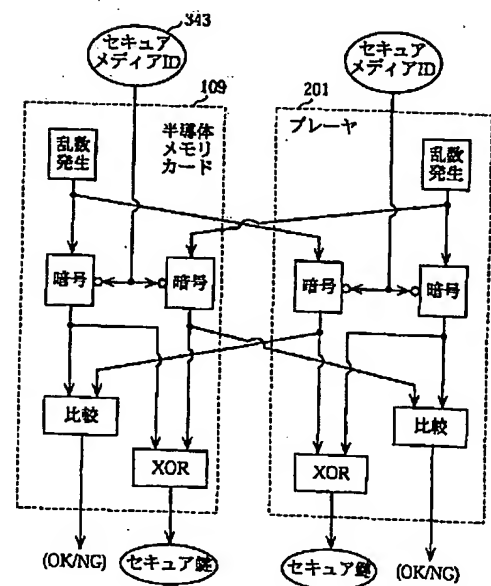 343
セキュア
メディアID
セキュア
メディアID
109
半導体
メモリ
カード
乱数
発生
201
プレーヤ
乱数
発生
暗号
暗号
暗号
暗号
比較
XOR
比較
XOR
(OK/NG)
セキュア鍵
セキュア鍵
(OK/NG)